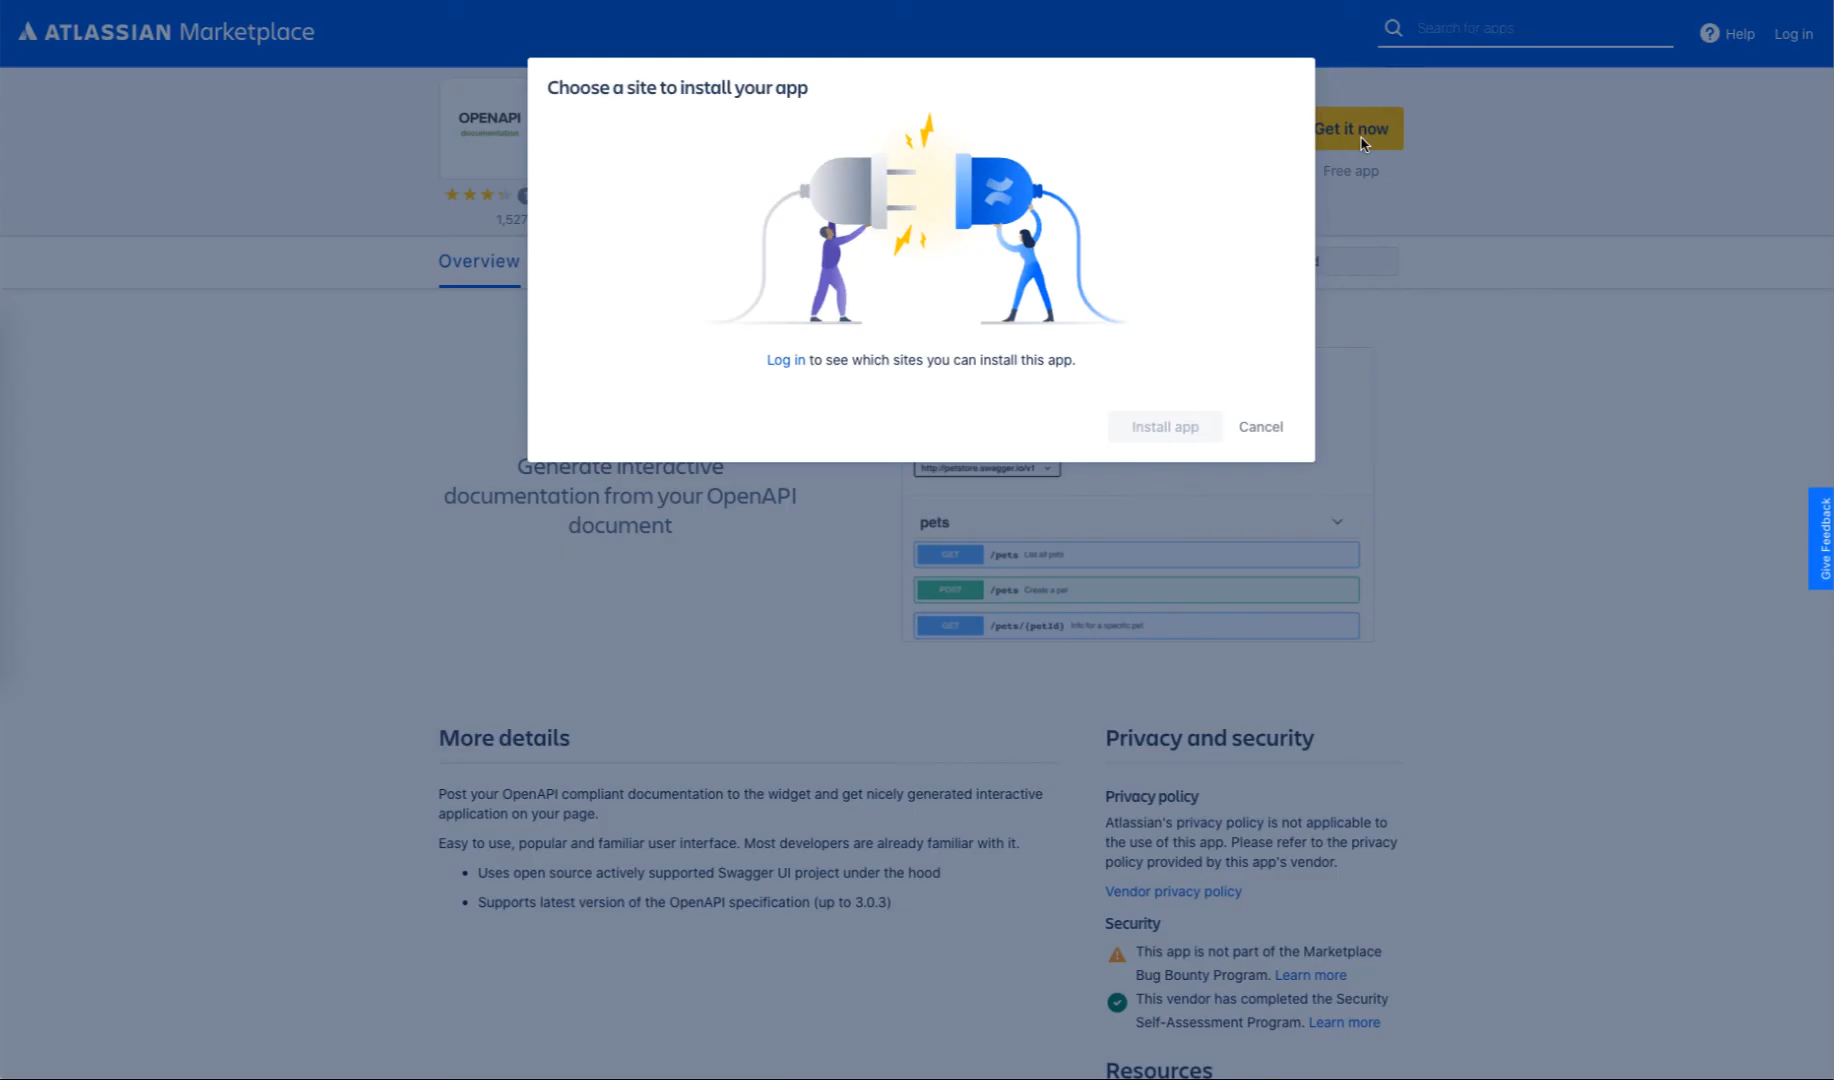 ATLASSIAN Marketplace
Search for apps
Help
Log in
Choose a site to install your app
OPENAPI
documentation
Get it now
Free app
1,527
Overview
Log in to see which sites you can install this app.
Install app
Cancel
Generate interactive
documentation from your OpenAPI
document
http://petstore.swagger.io/v1
pets
GET /pets List all pets
POST /pets Create a pet
GET /pets/{petId} Info for a specific pet
Give Feedback
More details
Post your OpenAPI compliant documentation to the widget and get nicely generated interactive
application on your page.
Easy to use, popular and familiar user interface. Most developers are already familiar with it.
• Uses open source actively supported Swagger UI project under the hood
• Supports latest version of the OpenAPI specification (up to 3.0.3)
Privacy and security
Privacy policy
Atlassian's privacy policy is not applicable to
the use of this app. Please refer to the privacy
policy provided by this app's vendor.
Vendor privacy policy
Security
This app is not part of the Marketplace
Bug Bounty Program. Learn more
This vendor has completed the Security
Self-Assessment Program. Learn more
Resources